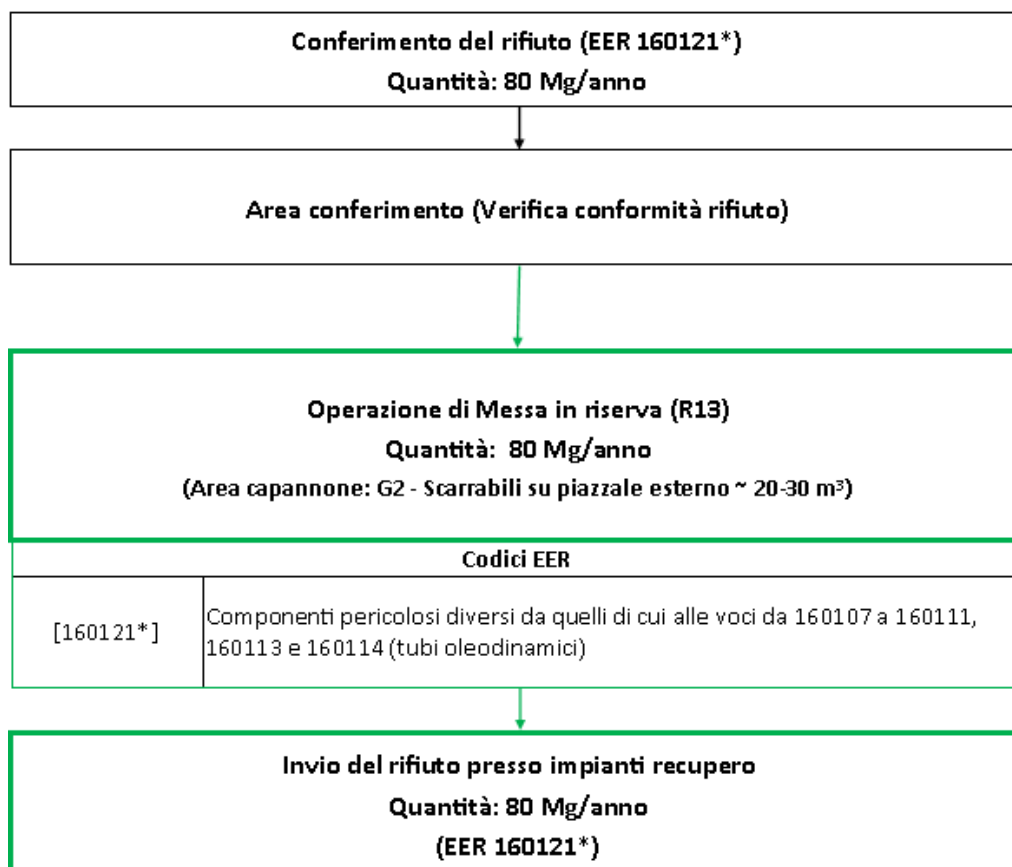 Conferimento del rifiuto (EER 160121*)
Quantità: 80 Mg/anno
Area conferimento (Verifica conformità rifiuto)
Operazione di Messa in riserva (R13)
Quantità:  80 Mg/anno
(Area capannone: G2 - Scarrabili su piazzale esterno ~ 20-30 m³)
Codici EER
[160121*]
Componenti pericolosi diversi da quelli di cui alle voci da 160107 a 160111,
160113 e 160114 (tubi oleodinamici)
Invio del rifiuto presso impianti recupero
Quantità: 80 Mg/anno
(EER 160121*)